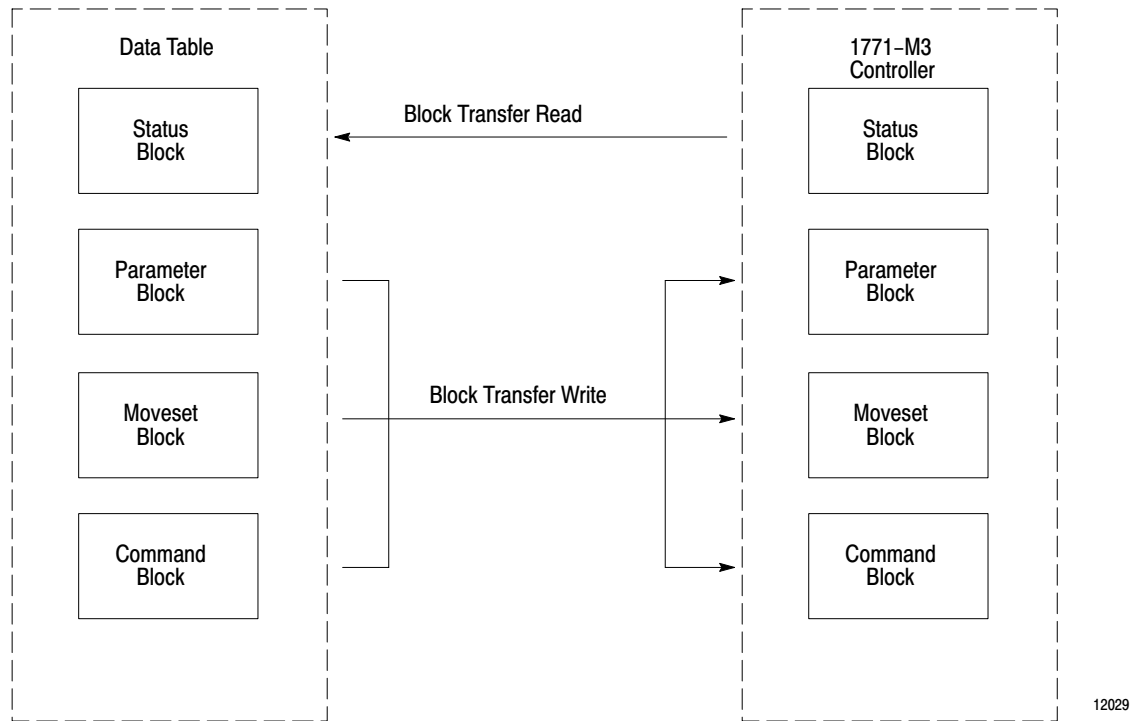 Data Table
1771-M3
Controller
Status
Block
Block Transfer Read
Status
Block
Parameter
Block
Parameter
Block
Moveset
Block
Block Transfer Write
Moveset
Block
Command
Block
Command
Block
12029